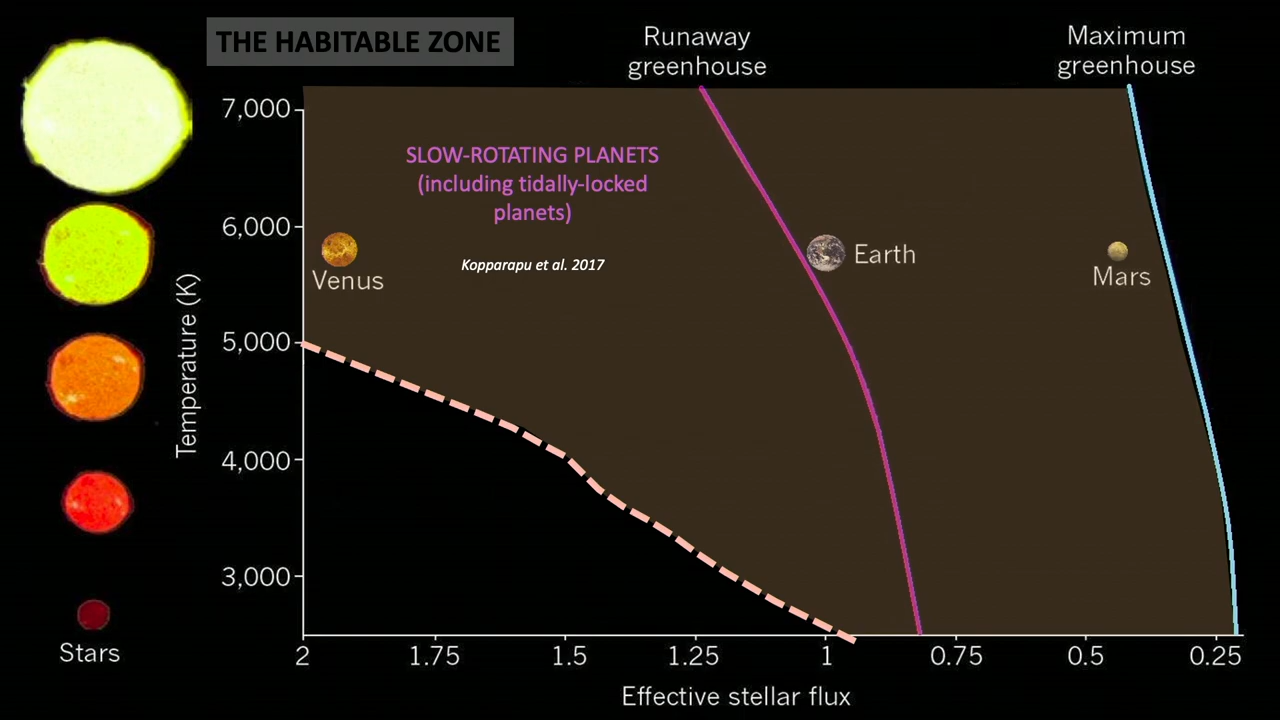 THE HABITABLE ZONE
Runaway
greenhouse
Maximum
greenhouse
7,000
6,000
5,000
4,000
3,000
Temperature (K)
SLOW-ROTATING PLANETS
(including tidally-locked
planets)
Kopparapu et al. 2017
Venus
Earth
Mars
Stars
2
1.75
1.5
1.25
1
0.75
0.5
0.25
Effective stellar flux